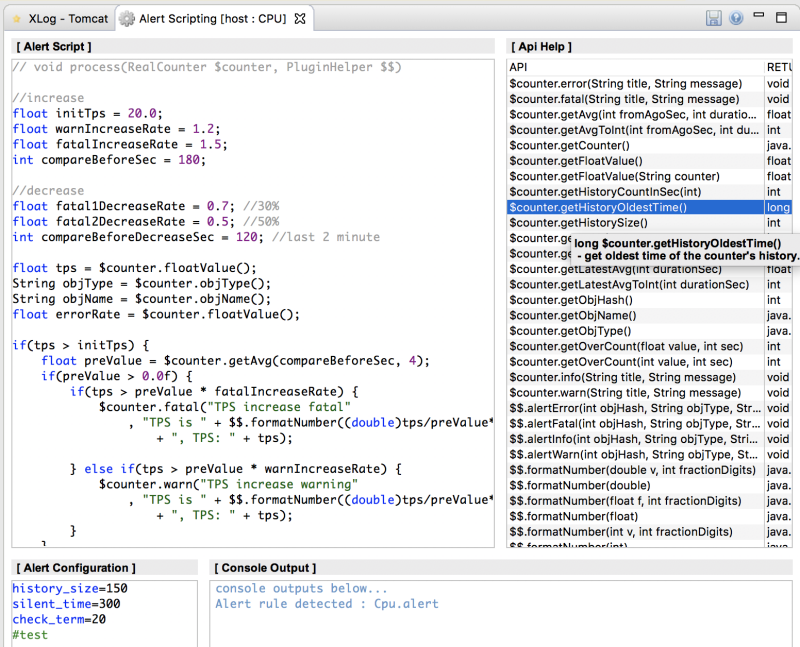 XLog - Tomcat
Alert Scripting [host : CPU]
[ Alert Script ]
// void process(RealCounter $counter, PluginHelper $$)
//increase
float initTps = 20.0;
float warnIncreaseRate = 1.2;
float fatalIncreaseRate = 1.5;
int compareBeforeSec = 180;
//decrease
float fatal1DecreaseRate = 0.7; //30%
float fatal2DecreaseRate = 0.5; //50%
int compareBeforeDecreaseSec = 120; //last 2 minute
float tps = $counter.floatValue();
String objType = $counter.objType();
String objName = $counter.objName();
float errorRate = $counter.floatValue();
if(tps > initTps) {
float preValue = $counter.getAvg(compareBeforeSec, 4);
if(preValue > 0.0f) {
if(tps > preValue * fatalIncreaseRate) {
$counter.fatal("TPS increase fatal"
, "TPS is " + $$.formatNumber((double)tps/preValue*
+ ", TPS: " + tps);
} else if(tps > preValue * warnIncreaseRate) {
$counter.warn("TPS increase warning"
, "TPS is " + $$.formatNumber((double)tps/preValue*
+ ", TPS: " + tps);
}
}
[ Api Help ]
API RETU
$counter.error(String title, String message) void
$counter.fatal(String title, String message) void
$counter.getAvg(int fromAgoSec, int duratio... float
$counter.getAvgToInt(int fromAgoSec, int du... int
$counter.getCounter() java.
$counter.getFloatValue() float
$counter.getFloatValue(String counter) float
$counter.getHistoryCountInSec(int) int
$counter.getHistoryOldestTime() long
$counter.getHistorySize() int
$counter.ge
long $counter.getHistoryOldestTime()
$counter.ge
- get oldest time of the counter's history.
$counter.getLatestAvg(int durationSec) float
$counter.getLatestAvgToInt(int durationSec) int
$counter.getObjHash() int
$counter.getObjName() java.
$counter.getObjType() java.
$counter.getOverCount(float value, int sec) int
$counter.getOverCount(int value, int sec) int
$counter.info(String title, String message) void
$counter.warn(String title, String message) void
$$.alertError(int objHash, String objType, Stri... void
$$.alertFatal(int objHash, String objType, Str... void
$$.alertInfo(int objHash, String objType, Stri... void
$$.alertWarn(int objHash, String objType, St... void
$$.formatNumber(double v, int fractionDigits) java.
$$.formatNumber(double) java.
$$.formatNumber(float f, int fractionDigits) java.
$$.formatNumber(float) java.
$$.formatNumber(int v, int fractionDigits) java.
$$.formatNumber(int) java.
[ Alert Configuration ]
history_size=150
silent_time=300
check_term=20
#test
[ Console Output ]
console outputs below...
Alert rule detected : Cpu.alert